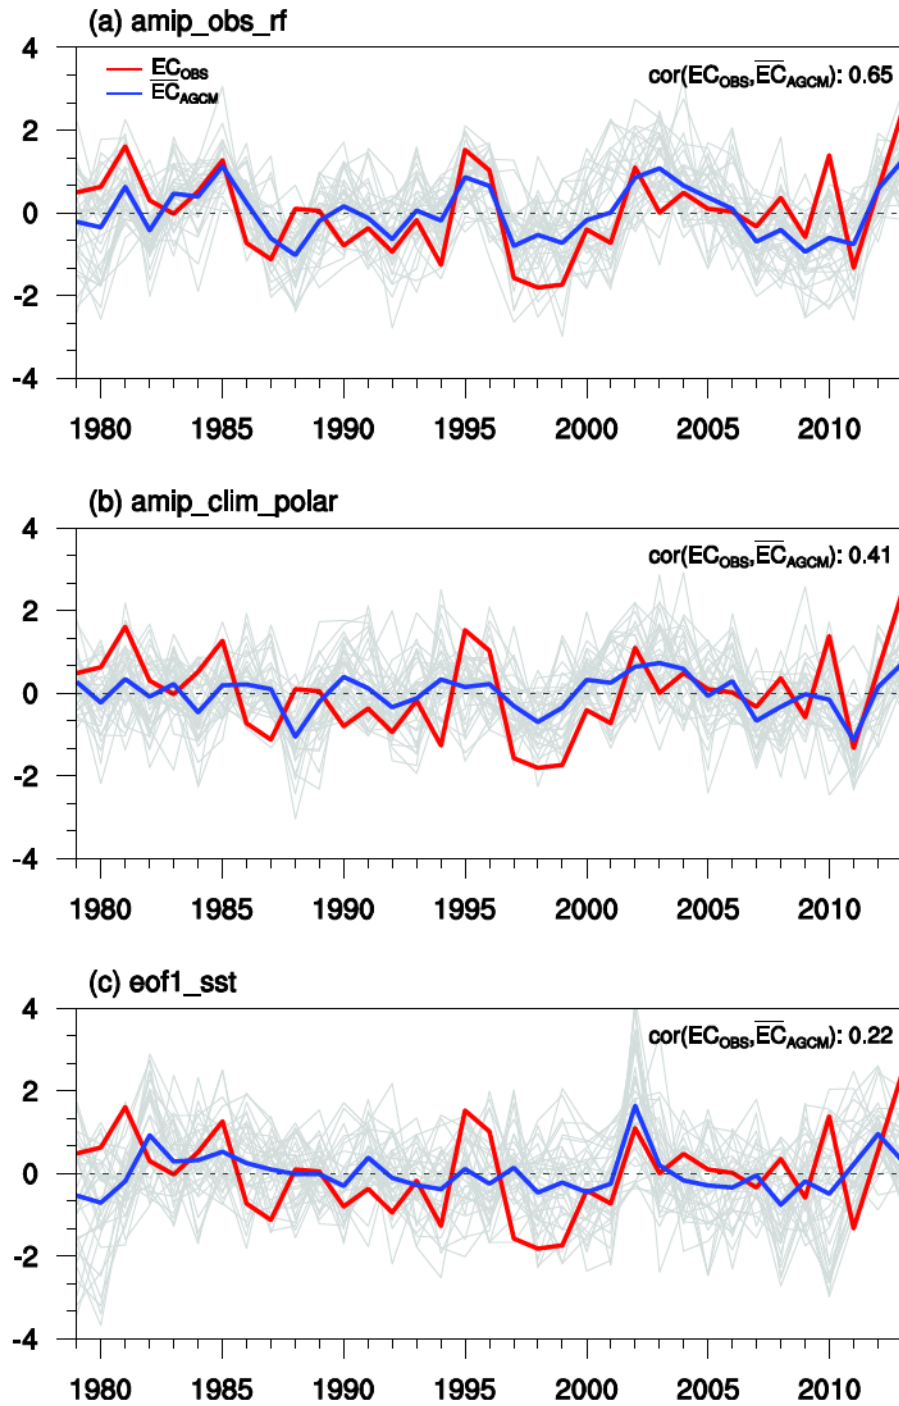 (a) amip_obs_rf
4
EC_OBS
cor(EC_OBS,EC_AGCM): 0.65
EC_AGCM
2
0
-2
-4
1980 1985 1990 1995 2000 2005 2010
(b) amip_clim_polar
4
cor(EC_OBS,EC_AGCM): 0.41
2
0
-2
-4
1980 1985 1990 1995 2000 2005 2010
(c) eof1_sst
4
cor(EC_OBS,EC_AGCM): 0.22
2
0
-2
-4
1980 1985 1990 1995 2000 2005 2010